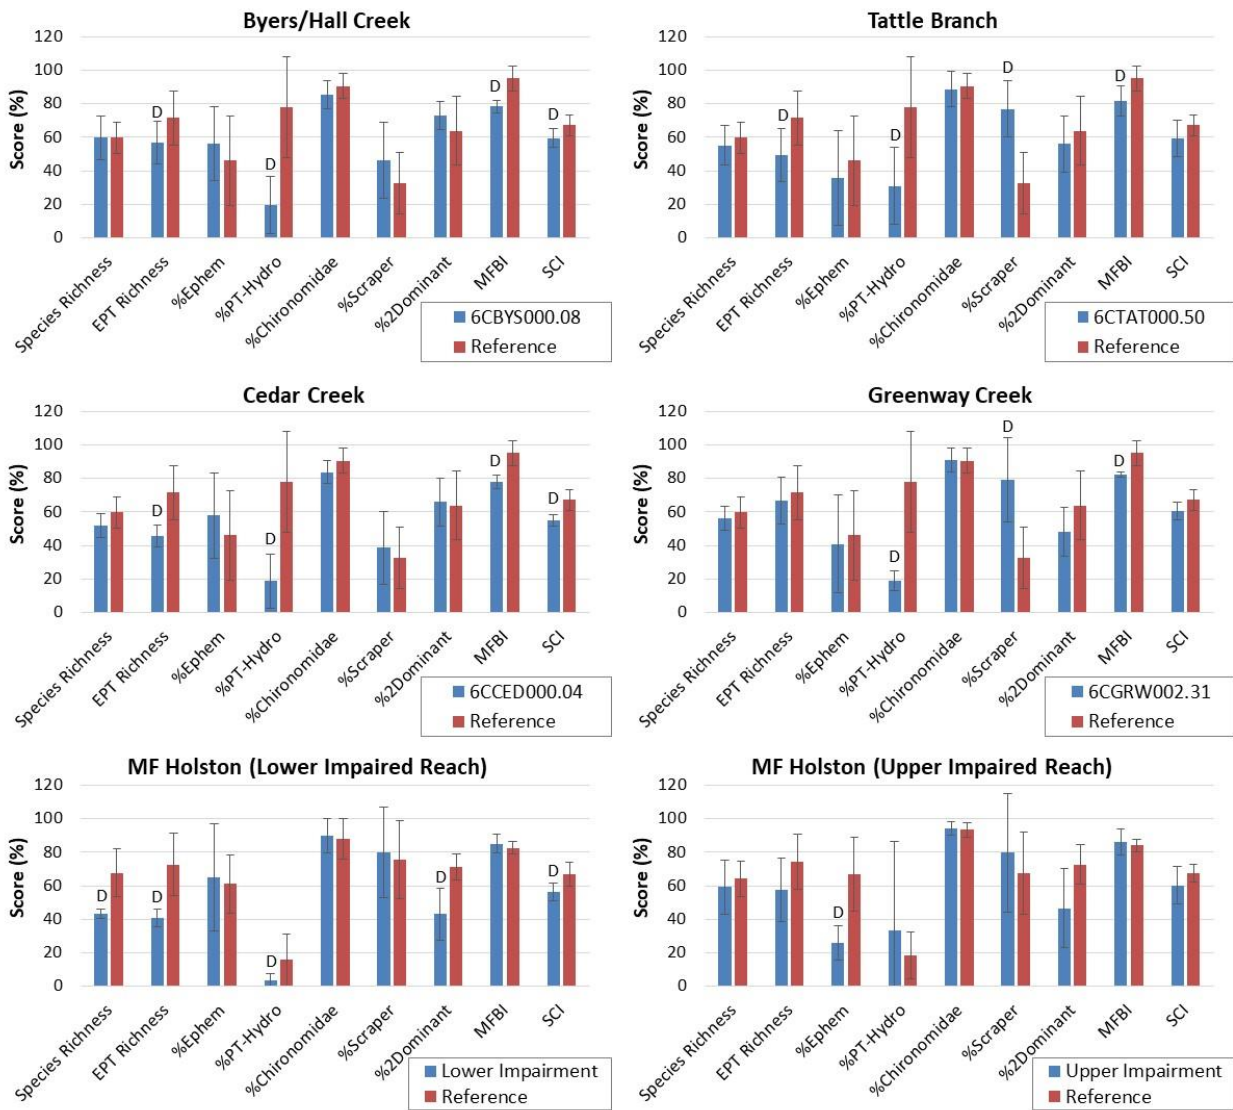 Byers/Hall Creek
Score (%)
120
100
80
60
40
20
0
D
D
D
D
Species Richness
EPT Richness
%Ephem
%PT-Hydro
%Chironomidae
%Scraper
%2Dominant
MFBI
SCI
6CBYS000.08
Reference
Tattle Branch
Score (%)
120
100
80
60
40
20
0
D
D
D
D
Species Richness
EPT Richness
%Ephem
%PT-Hydro
%Chironomidae
%Scraper
%2Dominant
MFBI
SCI
6CTAT000.50
Reference
Cedar Creek
Score (%)
120
100
80
60
40
20
0
D
D
D
D
Species Richness
EPT Richness
%Ephem
%PT-Hydro
%Chironomidae
%Scraper
%2Dominant
MFBI
SCI
6CCED000.04
Reference
Greenway Creek
Score (%)
120
100
80
60
40
20
0
D
D
D
Species Richness
EPT Richness
%Ephem
%PT-Hydro
%Chironomidae
%Scraper
%2Dominant
MFBI
SCI
6CGRW002.31
Reference
MF Holston (Lower Impaired Reach)
Score (%)
120
100
80
60
40
20
0
D
D
D
D
D
Species Richness
EPT Richness
%Ephem
%PT-Hydro
%Chironomidae
%Scraper
%2Dominant
MFBI
SCI
Lower Impairment
Reference
MF Holston (Upper Impaired Reach)
Score (%)
120
100
80
60
40
20
0
D
Species Richness
EPT Richness
%Ephem
%PT-Hydro
%Chironomidae
%Scraper
%2Dominant
MFBI
SCI
Upper Impairment
Reference